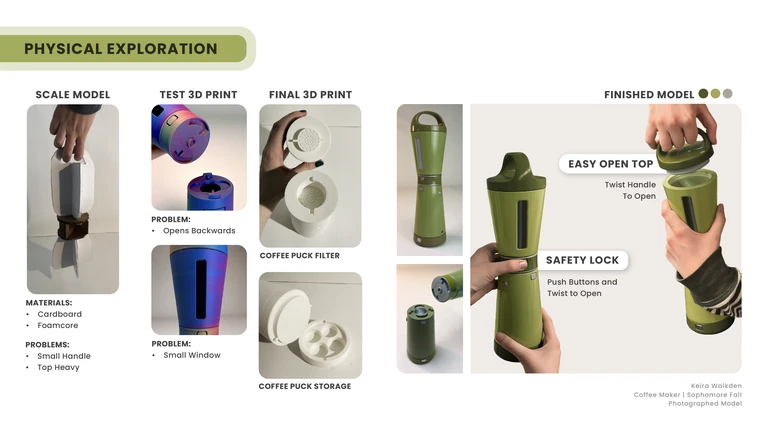 PHYSICAL EXPLORATION
SCALE MODEL
MATERIALS:
• Cardboard
• Foamcore
PROBLEMS:
• Small Handle
• Top Heavy
TEST 3D PRINT
PROBLEM:
• Opens Backwards
PROBLEM:
• Small Window
FINAL 3D PRINT
COFFEE PUCK FILTER
COFFEE PUCK STORAGE
FINISHED MODEL
EASY OPEN TOP
Twist Handle
To Open
SAFETY LOCK
Push Buttons and
Twist to Open
Keira Walkden
Coffee Maker | Sophomore Fall
Photographed Model